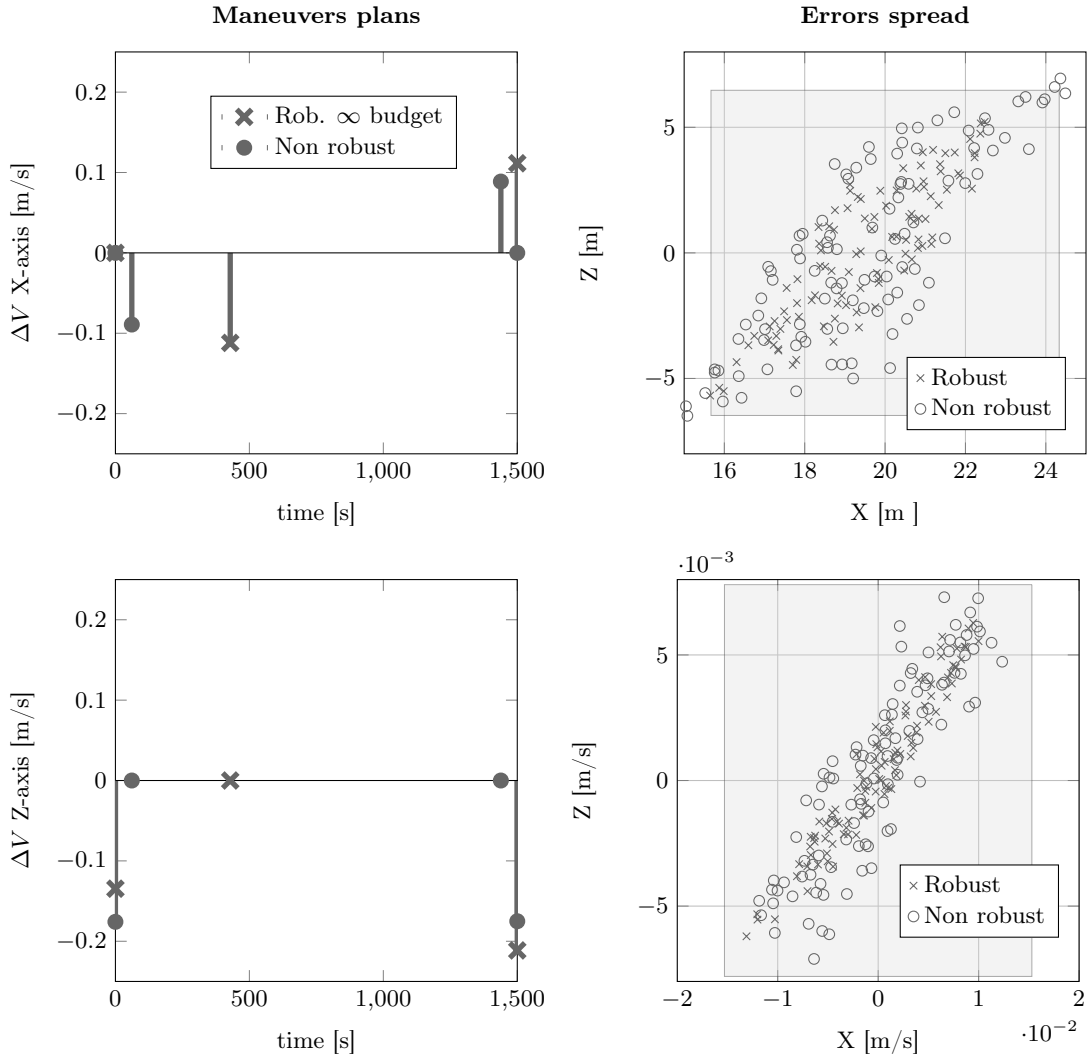 Maneuvers plans
0.2
0.1
0
−0.1
−0.2
0
500
1,000
1,500
ΔV X-axis [m/s]
time [s]
Rob. ∞ budget
Non robust
Errors spread
5
0
−5
16
18
20
22
24
Z [m]
X [m ]
Robust
Non robust
0.2
0.1
0
−0.1
−0.2
0
500
1,000
1,500
ΔV Z-axis [m/s]
time [s]
·10⁻³
5
0
−5
−2
−1
0
1
2
·10⁻²
Z [m/s]
X [m/s]
Robust
Non robust